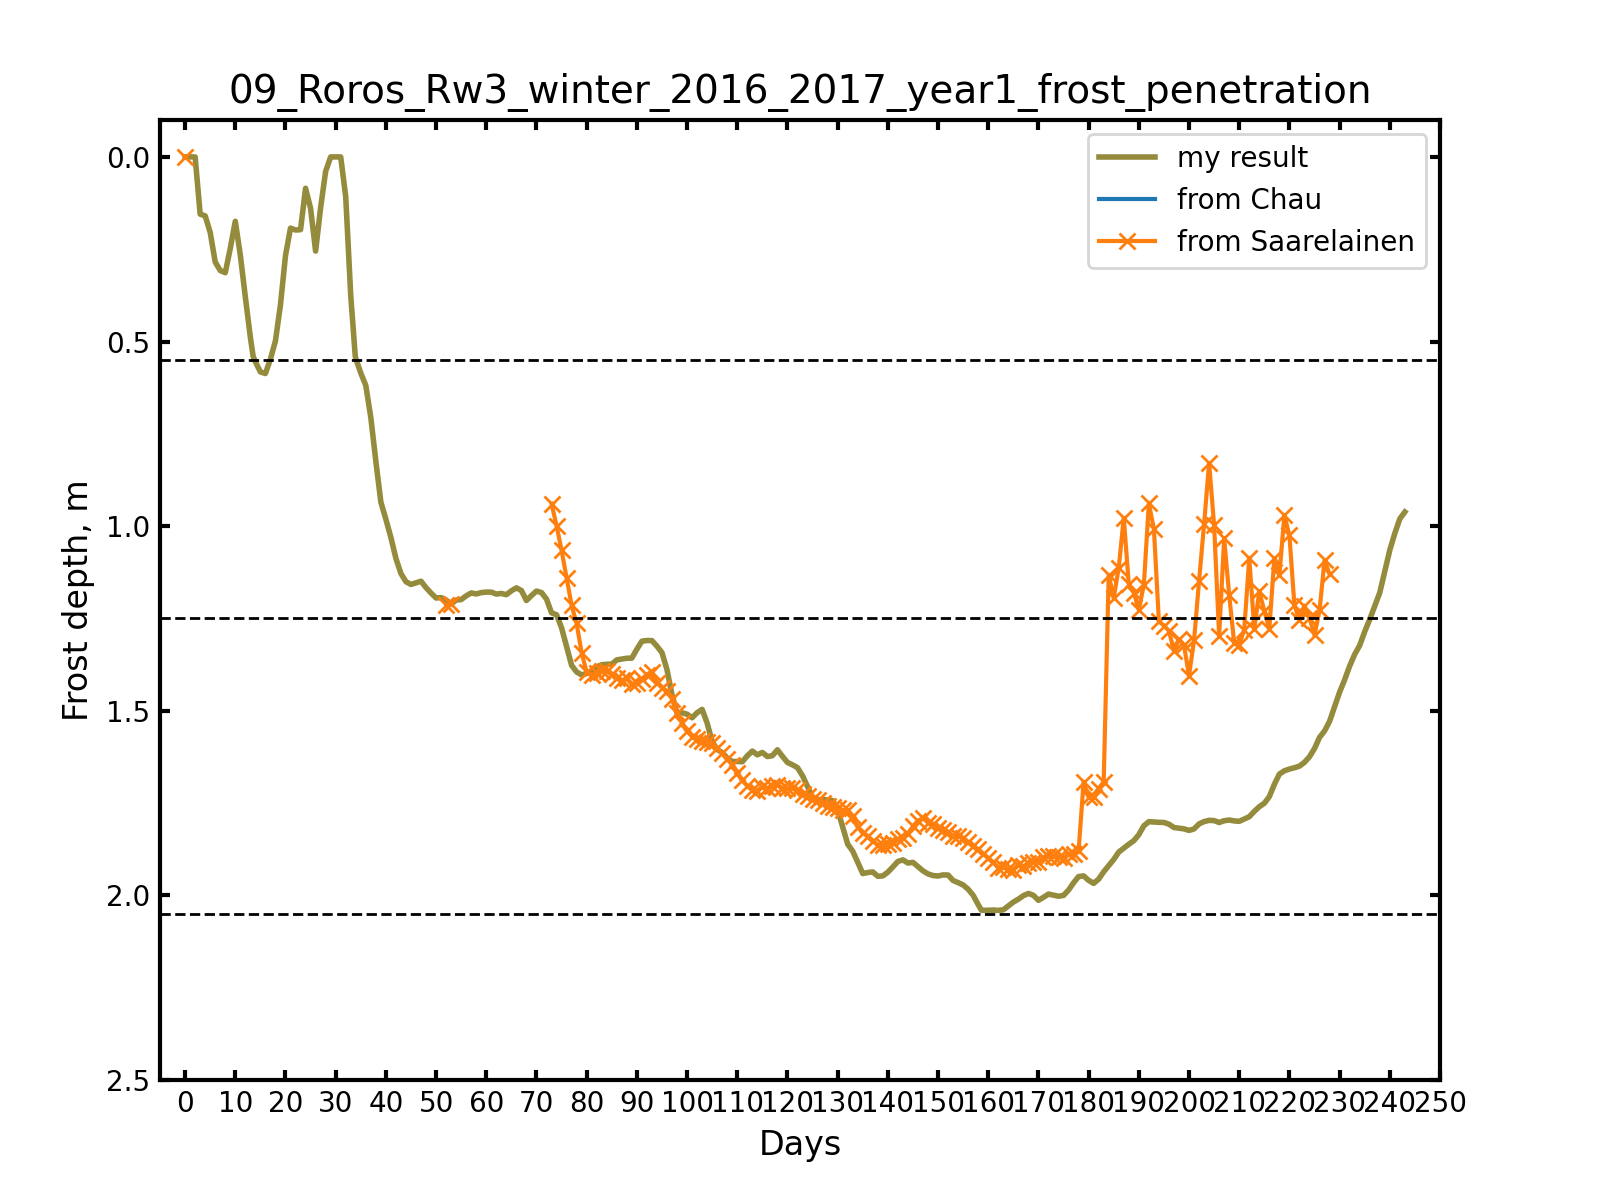 09_Roros_Rw3_winter_2016_2017_year1_frost_penetration
my result
from Chau
from Saarelainen
0.0
0.5
1.0
1.5
2.0
2.5
Frost depth, m
0 10 20 30 40 50 60 70 80 90 100 110 120 130 140 150 160 170 180 190 200 210 220 230 240 250
Days